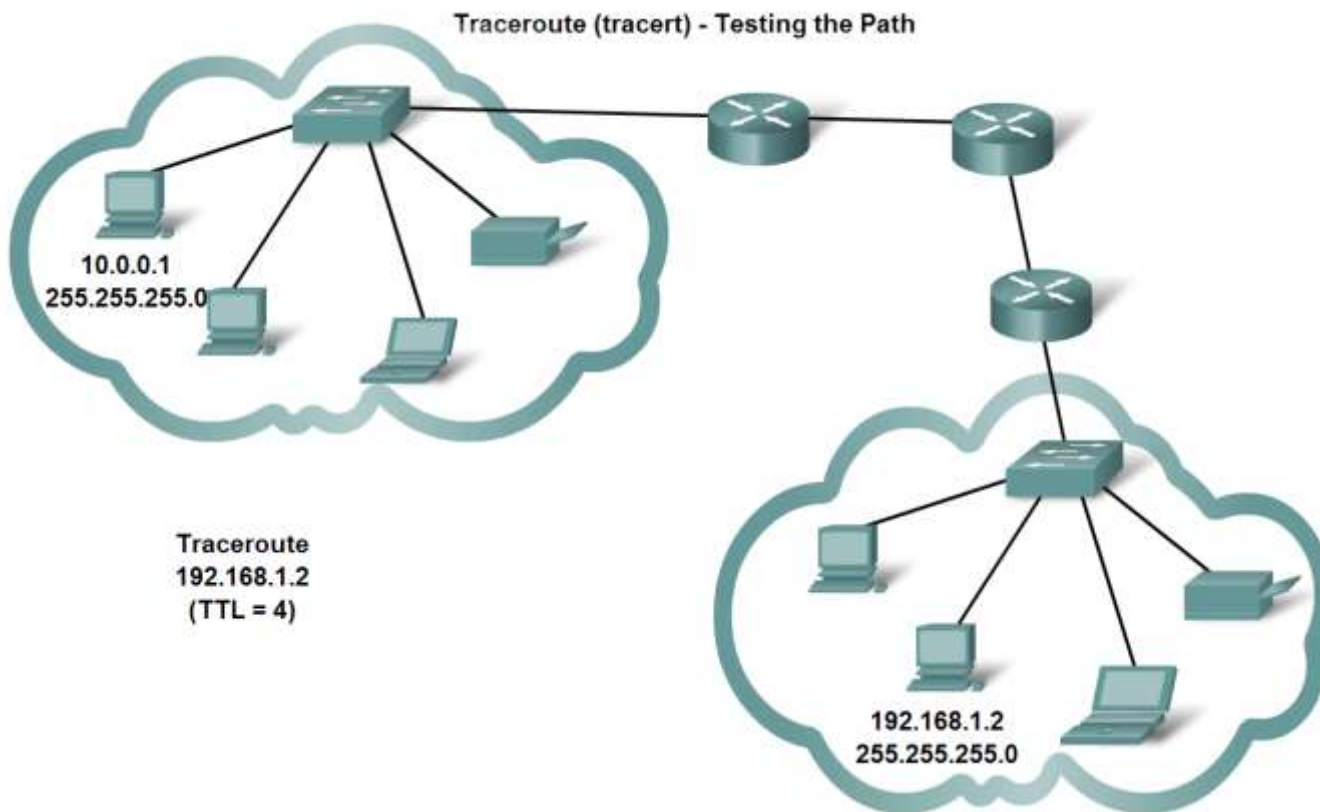 Traceroute (tracert) - Testing the Path
10.0.0.1
255.255.255.0
Traceroute
192.168.1.2
(TTL = 4)
192.168.1.2
255.255.255.0